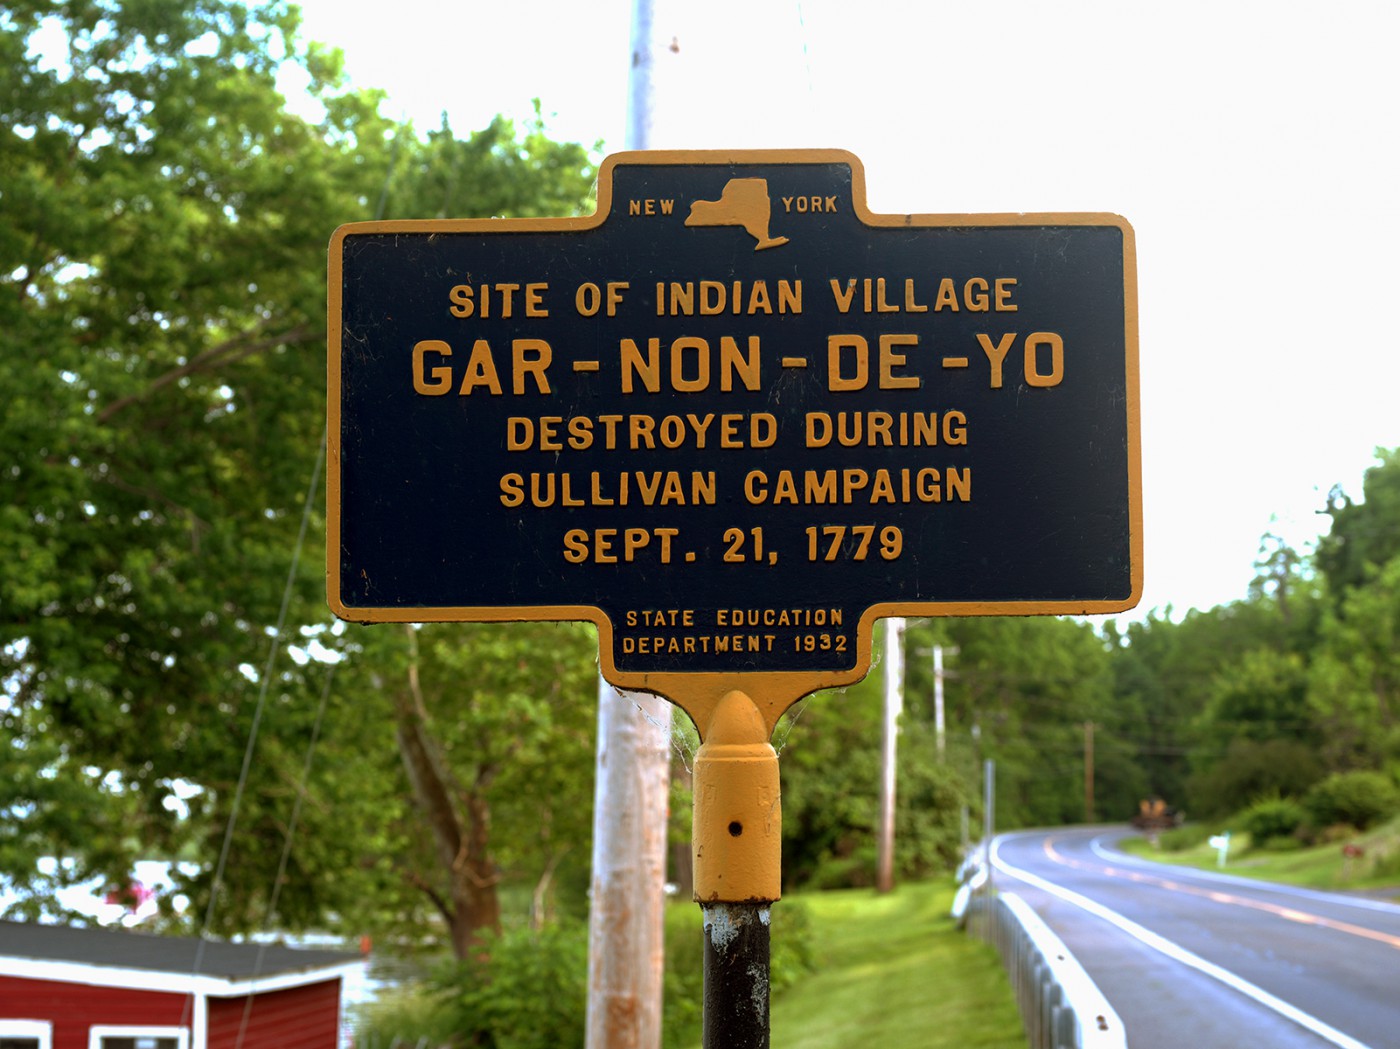 NEW YORK
SITE OF INDIAN VILLAGE
GAR-NON-DE-YO
DESTROYED DURING
SULLIVAN CAMPAIGN
SEPT. 21, 1779
STATE EDUCATION
DEPARTMENT 1932